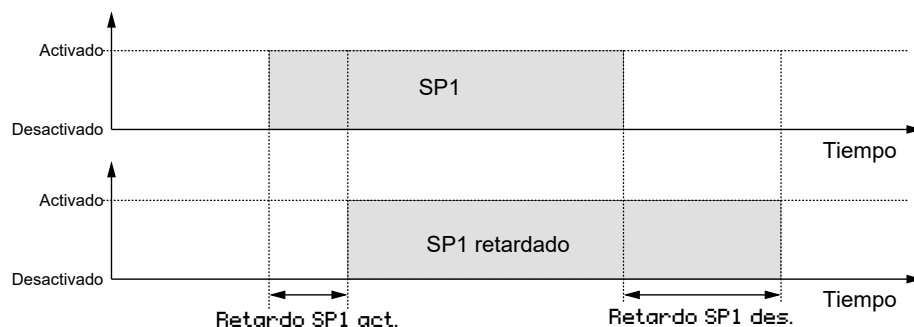 Activado
SP1
Desactivado
Tiempo
Activado
SP1 retardado
Desactivado
Tiempo
Retardo SP1 act.
Retardo SP1 des.